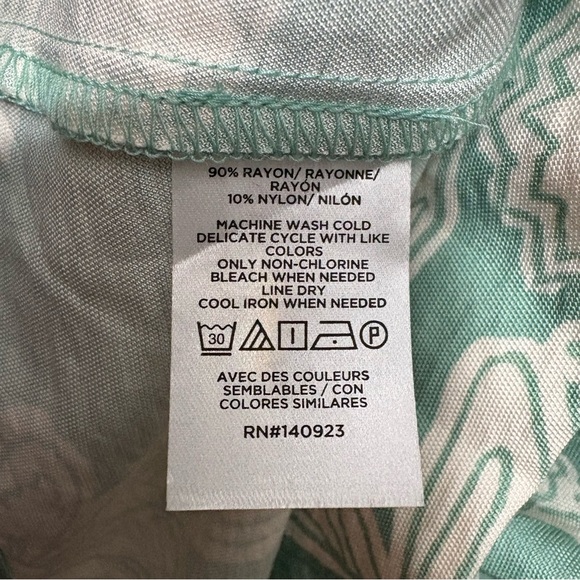 90% RAYON/ RAYONNE/
RAYÓN
10% NYLON/ NILÓN
MACHINE WASH COLD
DELICATE CYCLE WITH LIKE
COLORS
ONLY NON-CHLORINE
BLEACH WHEN NEEDED
LINE DRY
COOL IRON WHEN NEEDED
30 P
AVEC DES COULEURS
SEMBLABLES / CON
COLORES SIMILARES
RN#140923